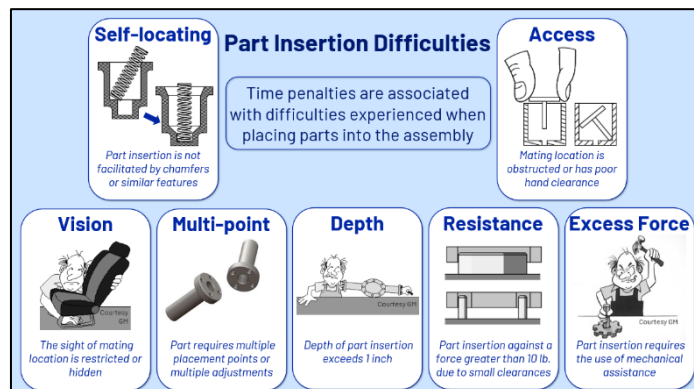 Self-locating
Part insertion is not
facilitated by chamfers
or similar features
Part Insertion Difficulties
Time penalties are associated
with difficulties experienced when
placing parts into the assembly
Access
Mating location is
obstructed or has poor
hand clearance
Vision
Courtesy
GM
The sight of mating
location is restricted or
hidden
Multi-point
Part requires multiple
placement points or
multiple adjustments
Depth
Courtesy
GM
Depth of part insertion
exceeds 1 inch
Resistance
Part insertion against a
force greater than 10 lb.
due to small clearances
Excess Force
Courtesy
GM
Part insertion requires
the use of mechanical
assistance